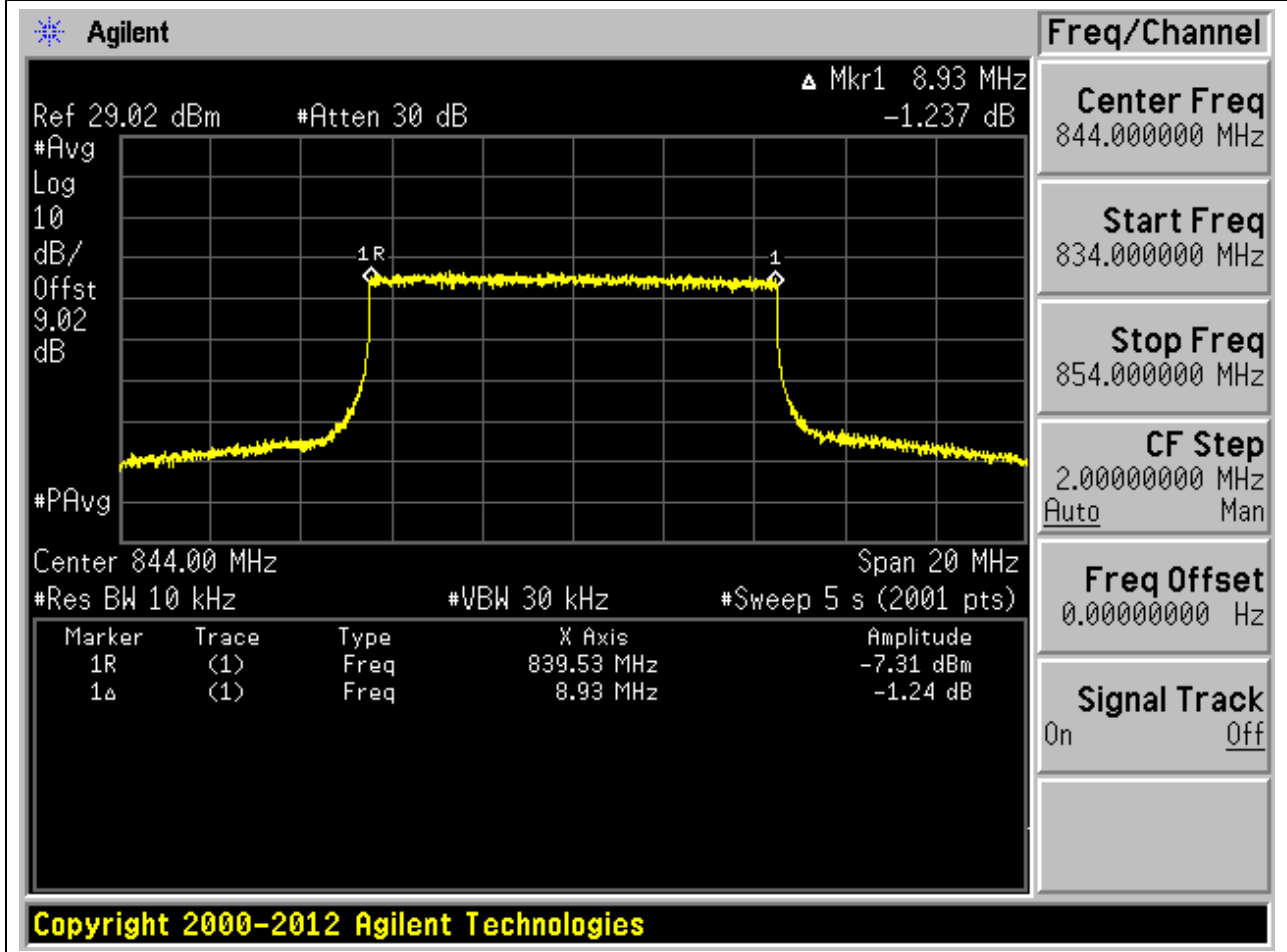 Agilent
Freq/Channel
Δ Mkr1 8.93 MHz
Ref 29.02 dBm #Atten 30 dB -1.237 dB
#Avg
Log
10
dB/
Offst
9.02
dB
1R
1
#PAvg
Center 844.00 MHz Span 20 MHz
#Res BW 10 kHz #VBW 30 kHz #Sweep 5 s (2001 pts)
Marker Trace Type X Axis Amplitude
1R (1) Freq 839.53 MHz -7.31 dBm
1Δ (1) Freq 8.93 MHz -1.24 dB
Center Freq
844.000000 MHz
Start Freq
834.000000 MHz
Stop Freq
854.000000 MHz
CF Step
2.00000000 MHz
Auto Man
Freq Offset
0.00000000 Hz
Signal Track
On Off
Copyright 2000-2012 Agilent Technologies